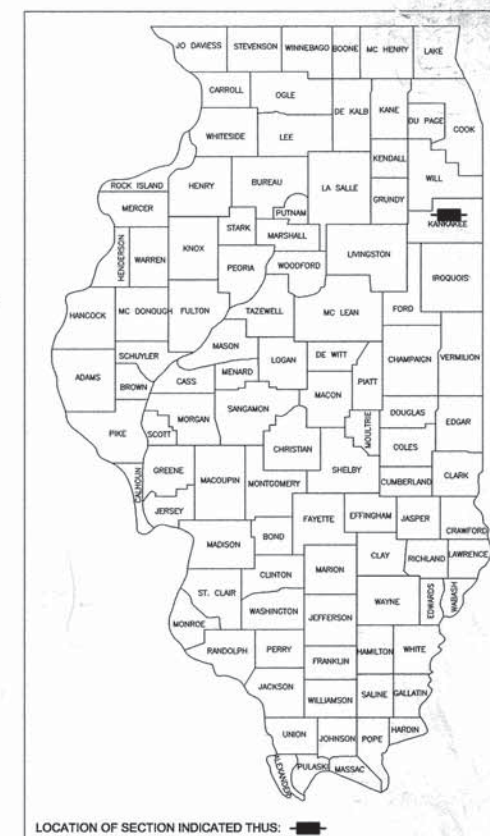 JO DAVIESS STEVENSON WINNEBAGO BOONE MC HENRY LAKE
CARROLL OGLE DE KALB KANE DU PAGE COOK
WHITESIDE LEE
KENDALL WILL
ROCK ISLAND HENRY BUREAU LA SALLE GRUNDY
MERCER PUTNAM KANKAKEE
STARK MARSHALL LIVINGSTON
HENDERSON WARREN KNOX PEORIA WOODFORD IROQUOIS
HANCOCK MC DONOUGH FULTON TAZEWELL MC LEAN FORD
MASON
SCHUYLER LOGAN DE WITT CHAMPAIGN VERMILION
ADAMS BROWN CASS MENARD PIATT
MACON
MORGAN SANGAMON DOUGLAS EDGAR
PIKE SCOTT CHRISTIAN MOULTRIE COLES
GREENE SHELBY
CALHOUN MACOUPIN MONTGOMERY CUMBERLAND CLARK
JERSEY FAYETTE EFFINGHAM JASPER CRAWFORD
MADISON BOND
CLAY RICHLAND LAWRENCE
CLINTON MARION
ST. CLAIR WAYNE EDWARDS WABASH
WASHINGTON JEFFERSON
MONROE
RANDOLPH PERRY HAMILTON WHITE
FRANKLIN
JACKSON WILLIAMSON SALINE GALLATIN
UNION JOHNSON POPE HARDIN
ALEXANDER PULASKI MASSAC
LOCATION OF SECTION INDICATED THUS: